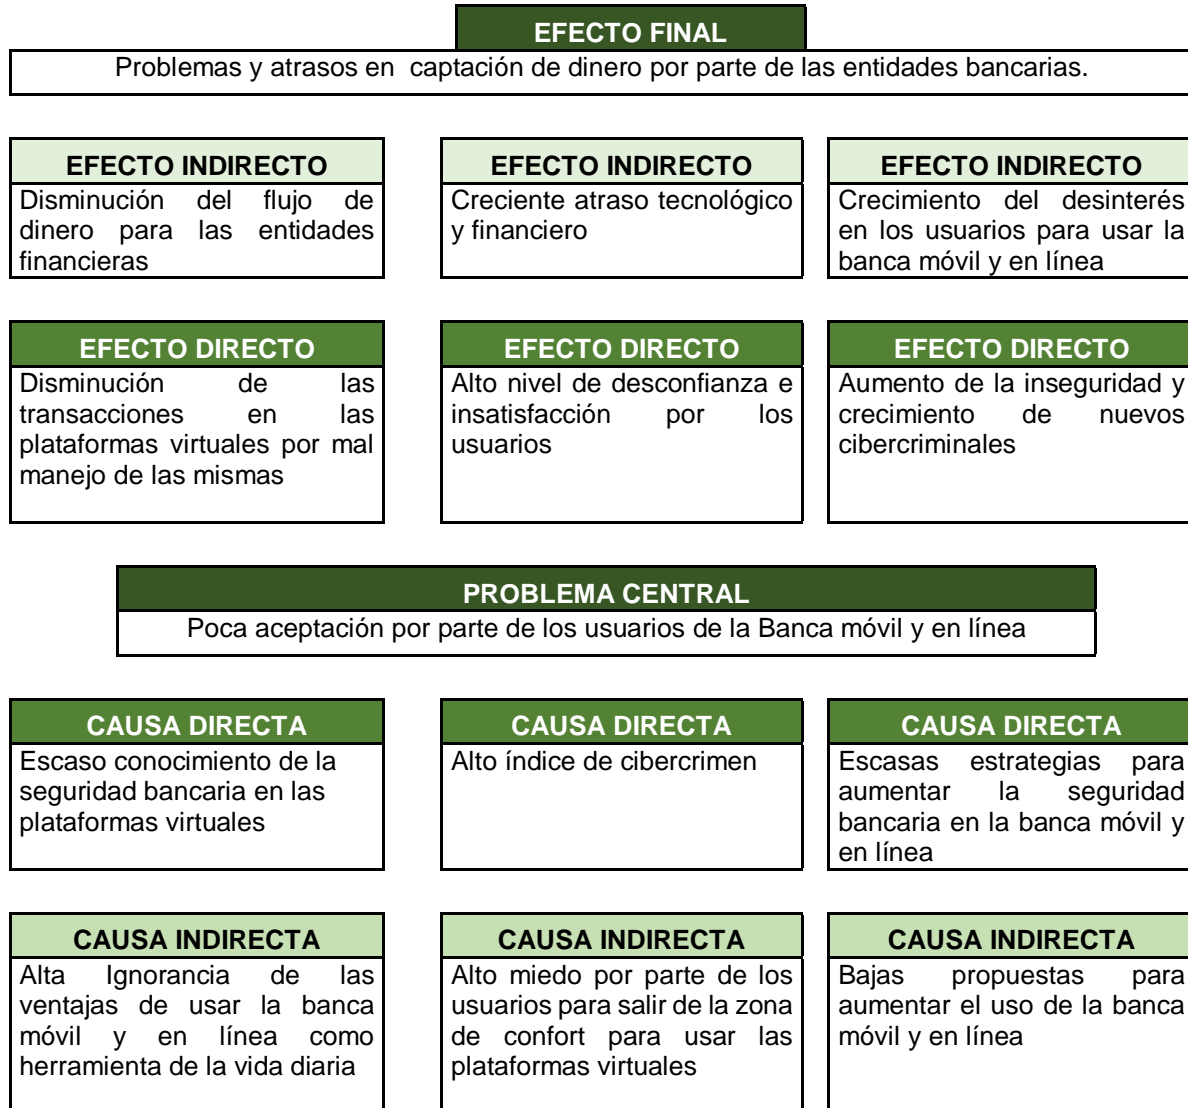 EFECTO FINAL
Problemas y atrasos en captación de dinero por parte de las entidades bancarias.
EFECTO INDIRECTO
Disminución del flujo de
dinero para las entidades
financieras
EFECTO INDIRECTO
Creciente atraso tecnológico
y financiero
EFECTO INDIRECTO
Crecimiento del desinterés
en los usuarios para usar la
banca móvil y en línea
EFECTO DIRECTO
Disminución de las
transacciones en las
plataformas virtuales por mal
manejo de las mismas
EFECTO DIRECTO
Alto nivel de desconfianza e
insatisfacción por los
usuarios
EFECTO DIRECTO
Aumento de la inseguridad y
crecimiento de nuevos
cibercriminales
PROBLEMA CENTRAL
Poca aceptación por parte de los usuarios de la Banca móvil y en línea
CAUSA DIRECTA
Escaso conocimiento de la
seguridad bancaria en las
plataformas virtuales
CAUSA DIRECTA
Alto índice de cibercrimen
CAUSA DIRECTA
Escasas estrategias para
aumentar la seguridad
bancaria en la banca móvil y
en línea
CAUSA INDIRECTA
Alta Ignorancia de las
ventajas de usar la banca
móvil y en línea como
herramienta de la vida diaria
CAUSA INDIRECTA
Alto miedo por parte de los
usuarios para salir de la zona
de confort para usar las
plataformas virtuales
CAUSA INDIRECTA
Bajas propuestas para
aumentar el uso de la banca
móvil y en línea